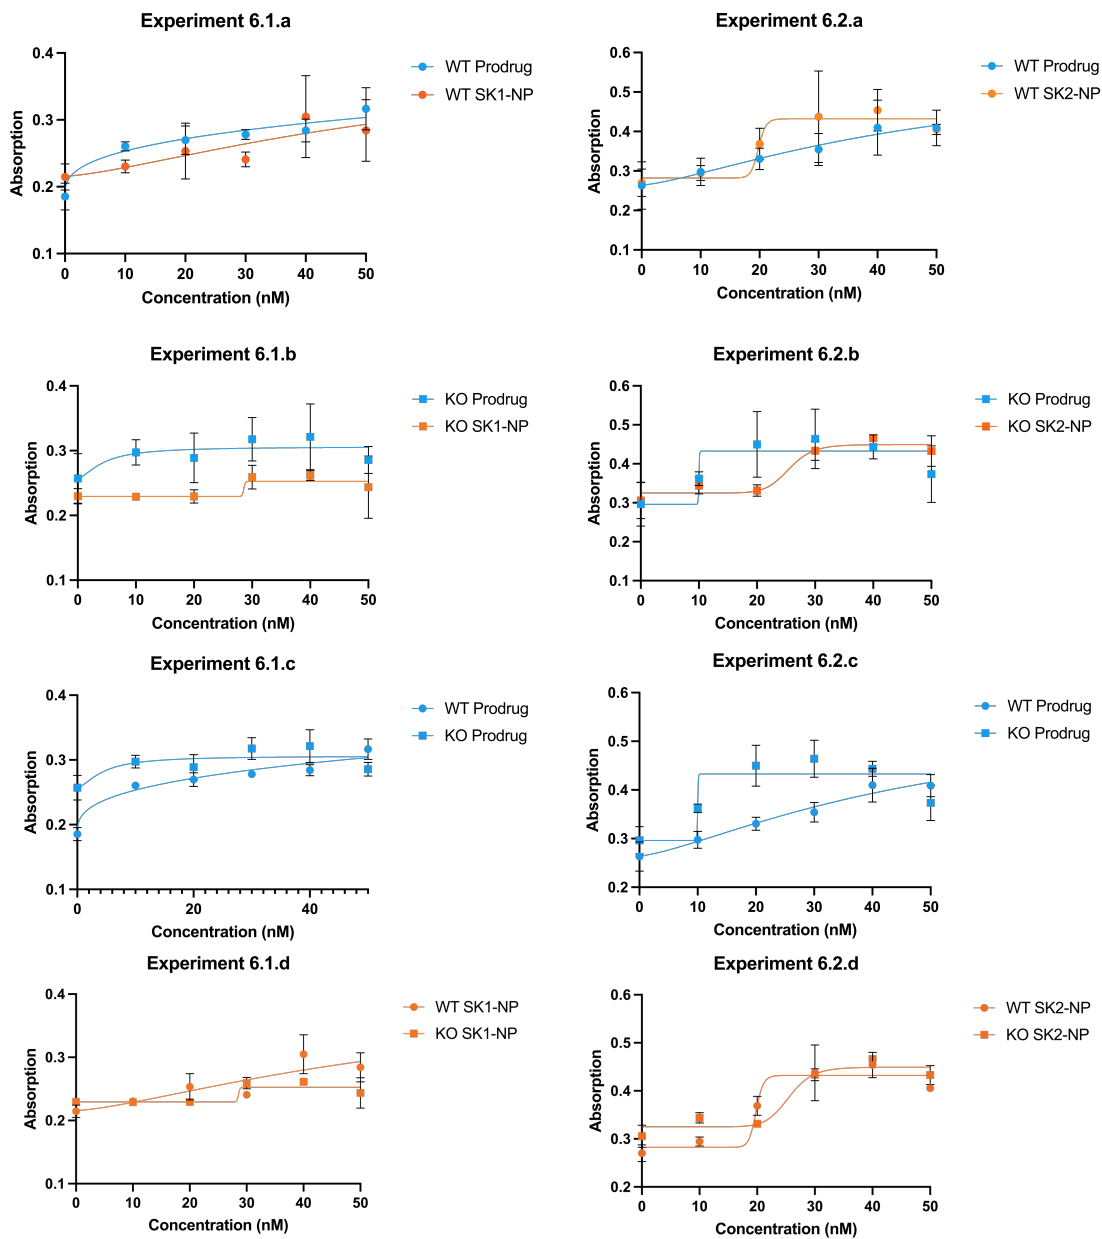 Experiment 6.1.a
0.4
0.3
0.2
0.1
Absorption
0 10 20 30 40 50
Concentration (nM)
WT Prodrug
WT SK1-NP
Experiment 6.2.a
0.6
0.5
0.4
0.3
0.2
0.1
Absorption
0 10 20 30 40 50
Concentration (nM)
WT Prodrug
WT SK2-NP
Experiment 6.1.b
0.4
0.3
0.2
0.1
Absorption
0 10 20 30 40 50
Concentration (nM)
KO Prodrug
KO SK1-NP
Experiment 6.2.b
0.6
0.5
0.4
0.3
0.2
0.1
Absorption
0 10 20 30 40 50
Concentration (nM)
KO Prodrug
KO SK2-NP
Experiment 6.1.c
0.4
0.3
0.2
0.1
Absorption
0 20 40
Concentration (nM)
WT Prodrug
KO Prodrug
Experiment 6.2.c
0.6
0.5
0.4
0.3
0.2
Absorption
0 10 20 30 40 50
Concentration (nM)
WT Prodrug
KO Prodrug
Experiment 6.1.d
0.4
0.3
0.2
0.1
Absorption
0 10 20 30 40 50
Concentration (nM)
WT SK1-NP
KO SK1-NP
Experiment 6.2.d
0.6
0.5
0.4
0.3
0.2
Absorption
0 10 20 30 40 50
Concentration (nM)
WT SK2-NP
KO SK2-NP